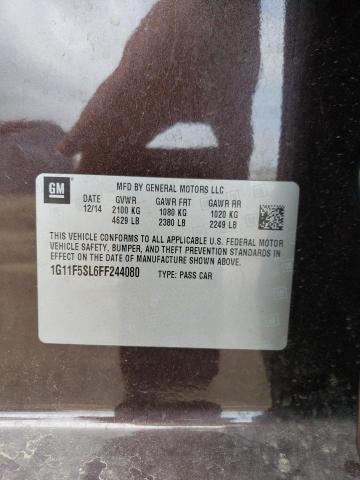 GM
MFD BY GENERAL MOTORS LLC
DATE GVWR GAWR FRT GAWR RR
12/14 2100 KG 1080 KG 1020 KG
4629 LB 2380 LB 2249 LB
THIS VEHICLE CONFORMS TO ALL APPLICABLE U.S. FEDERAL MOTOR
VEHICLE SAFETY, BUMPER, AND THEFT PREVENTION STANDARDS IN
EFFECT ON THE DATE OF MANUFACTURE SHOWN ABOVE.
1G11F5SL6FF244080 TYPE: PASS CAR